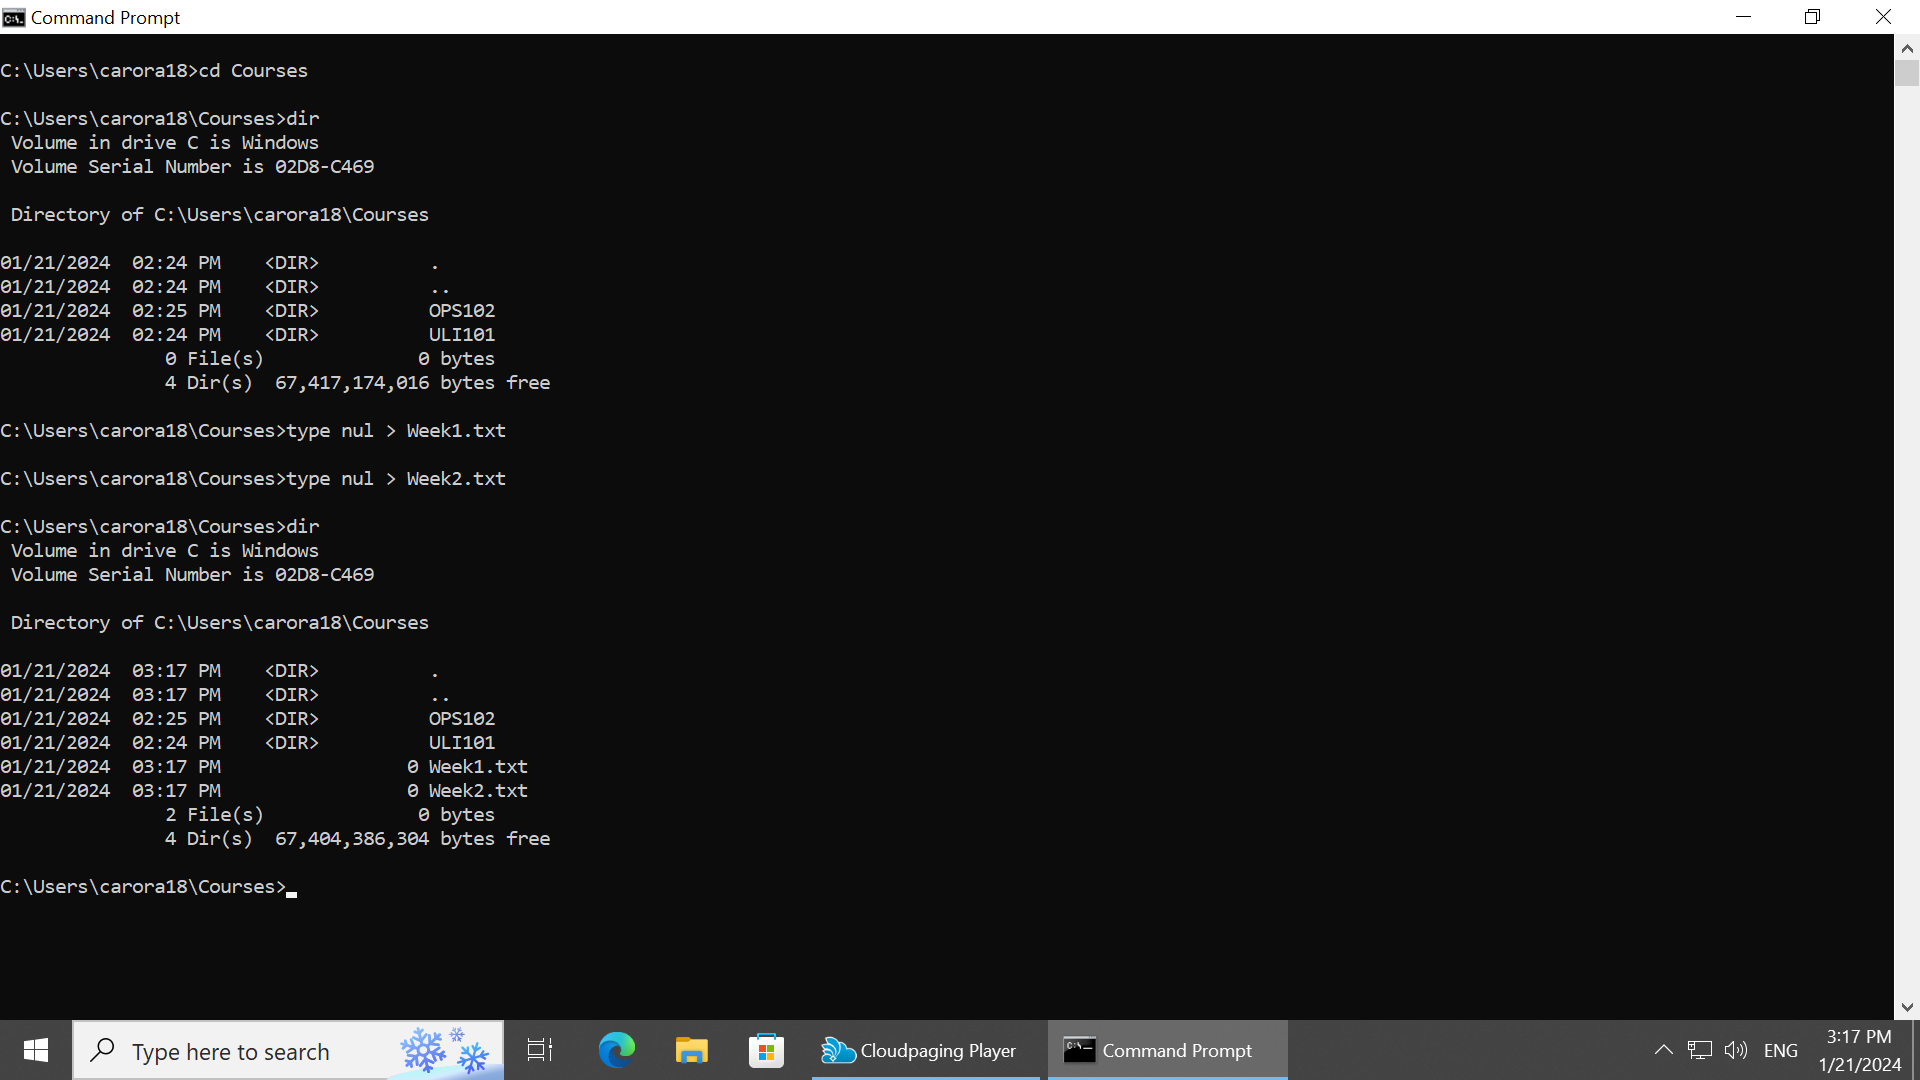 Command Prompt
C:\Users\carora18>cd Courses
C:\Users\carora18\Courses>dir
Volume in drive C is Windows
Volume Serial Number is 02D8-C469
Directory of C:\Users\carora18\Courses
01/21/2024  02:24 PM    <DIR>          .
01/21/2024  02:24 PM    <DIR>          ..
01/21/2024  02:25 PM    <DIR>          OPS102
01/21/2024  02:24 PM    <DIR>          ULI101
0 File(s)              0 bytes
4 Dir(s)  67,417,174,016 bytes free
C:\Users\carora18\Courses>type nul > Week1.txt
C:\Users\carora18\Courses>type nul > Week2.txt
C:\Users\carora18\Courses>dir
Volume in drive C is Windows
Volume Serial Number is 02D8-C469
Directory of C:\Users\carora18\Courses
01/21/2024  03:17 PM    <DIR>          .
01/21/2024  03:17 PM    <DIR>          ..
01/21/2024  02:25 PM    <DIR>          OPS102
01/21/2024  02:24 PM    <DIR>          ULI101
01/21/2024  03:17 PM                 0 Week1.txt
01/21/2024  03:17 PM                 0 Week2.txt
2 File(s)              0 bytes
4 Dir(s)  67,404,386,304 bytes free
C:\Users\carora18\Courses>
Type here to search
Cloudpaging Player
Command Prompt
ENG
3:17 PM
1/21/2024